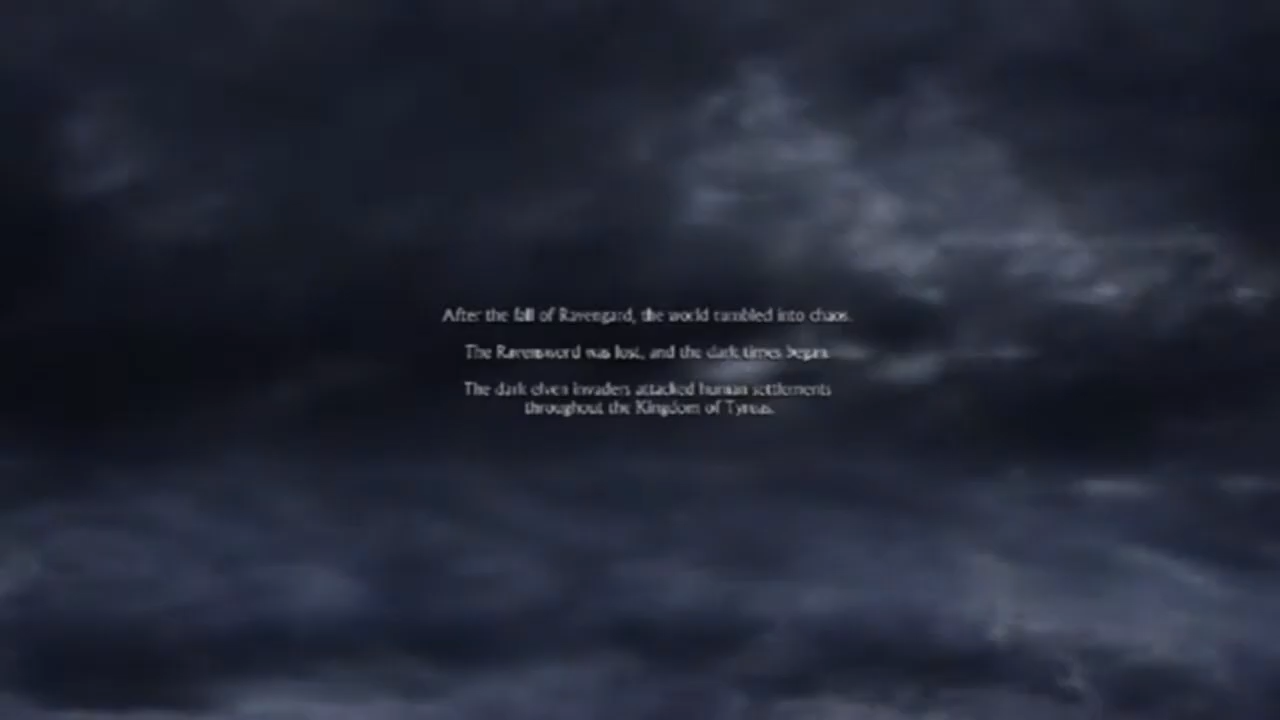 After the fall of Ravengard, the world tumbled into chaos.
The Ravensword was lost, and the dark times began.
The dark elven invaders attacked human settlements
throughout the Kingdom of Tyreas.